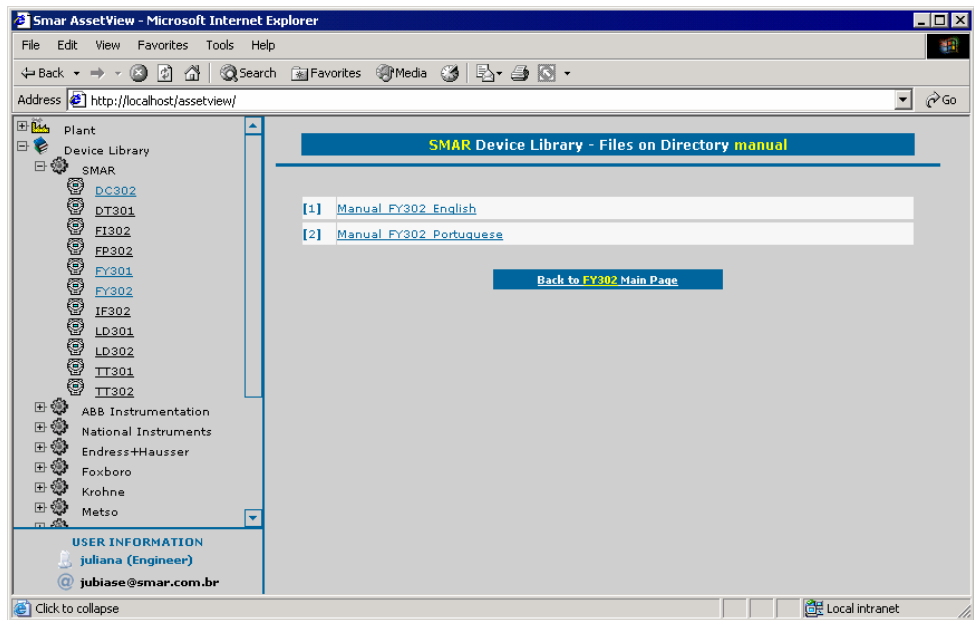 Smar AssetView - Microsoft Internet Explorer
File Edit View Favorites Tools Help
Back Search Favorites Media
Address http://localhost/assetview/ Go
Plant
Device Library
SMAR
DC302
DT301
FI302
FP302
FY301
FY302
IF302
LD301
LD302
TT301
TT302
ABB Instrumentation
National Instruments
Endress+Hausser
Foxboro
Krohne
Metso
USER INFORMATION
juliana (Engineer)
jubiase@smar.com.br
SMAR Device Library - Files on Directory manual
[1] Manual FY302 English
[2] Manual FY302 Portuguese
Back to FY302 Main Page
Click to collapse Local intranet